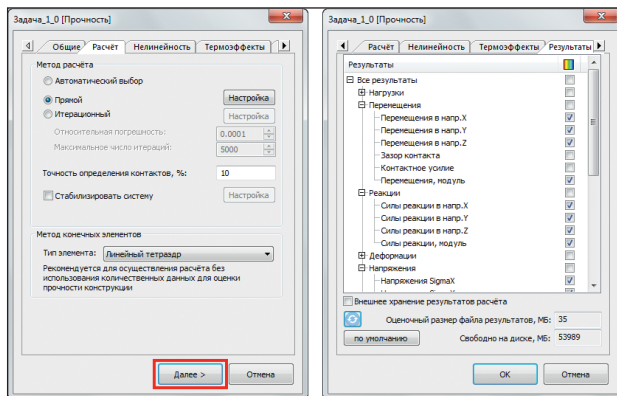 Задача_1_0 [Прочность]
Общие Расчёт Нелинейность Термоэффекты
Метод расчёта
Автоматический выбор
Прямой Настройка
Итерационный Настройка
Относительная погрешность: 0.0001
Максимальное число итераций: 5000
Точность определения контактов, %: 10
Стабилизировать систему Настройка
Метод конечных элементов
Тип элемента: Линейный тетраэдр
Рекомендуется для осуществления расчёта без
использования количественных данных для оценки
прочности конструкции
Далее > Отмена
Задача_1_0 [Прочность]
Расчёт Нелинейность Термоэффекты Результаты
Результаты
Все результаты
Нагрузки
Перемещения
Перемещения в напр.X
Перемещения в напр.Y
Перемещения в напр.Z
Зазор контакта
Контактное усилие
Перемещения, модуль
Реакции
Силы реакции в напр.X
Силы реакции в напр.Y
Силы реакции в напр.Z
Силы реакции, модуль
Деформации
Напряжения
Напряжения SigmaX
Внешнее хранение результатов расчёта
Оценочный размер файла результатов, МБ: 35
по умолчанию Свободно на диске, МБ: 53989
OK Отмена